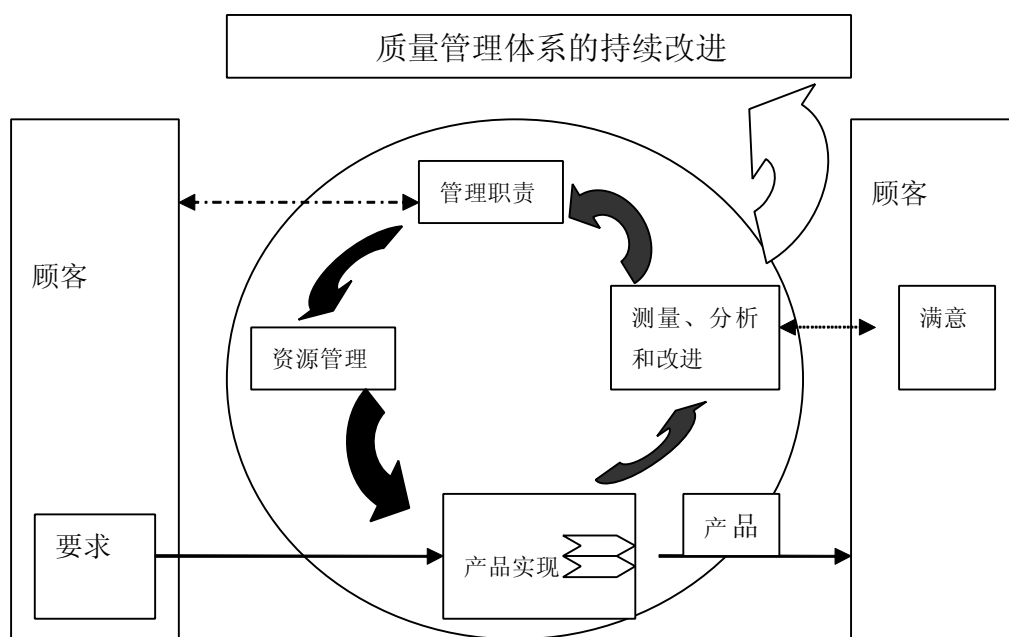 质量管理体系的持续改进
管理职责
顾客
顾客
测量、分析
和改进
满意
资源管理
要求
产品
产品实现